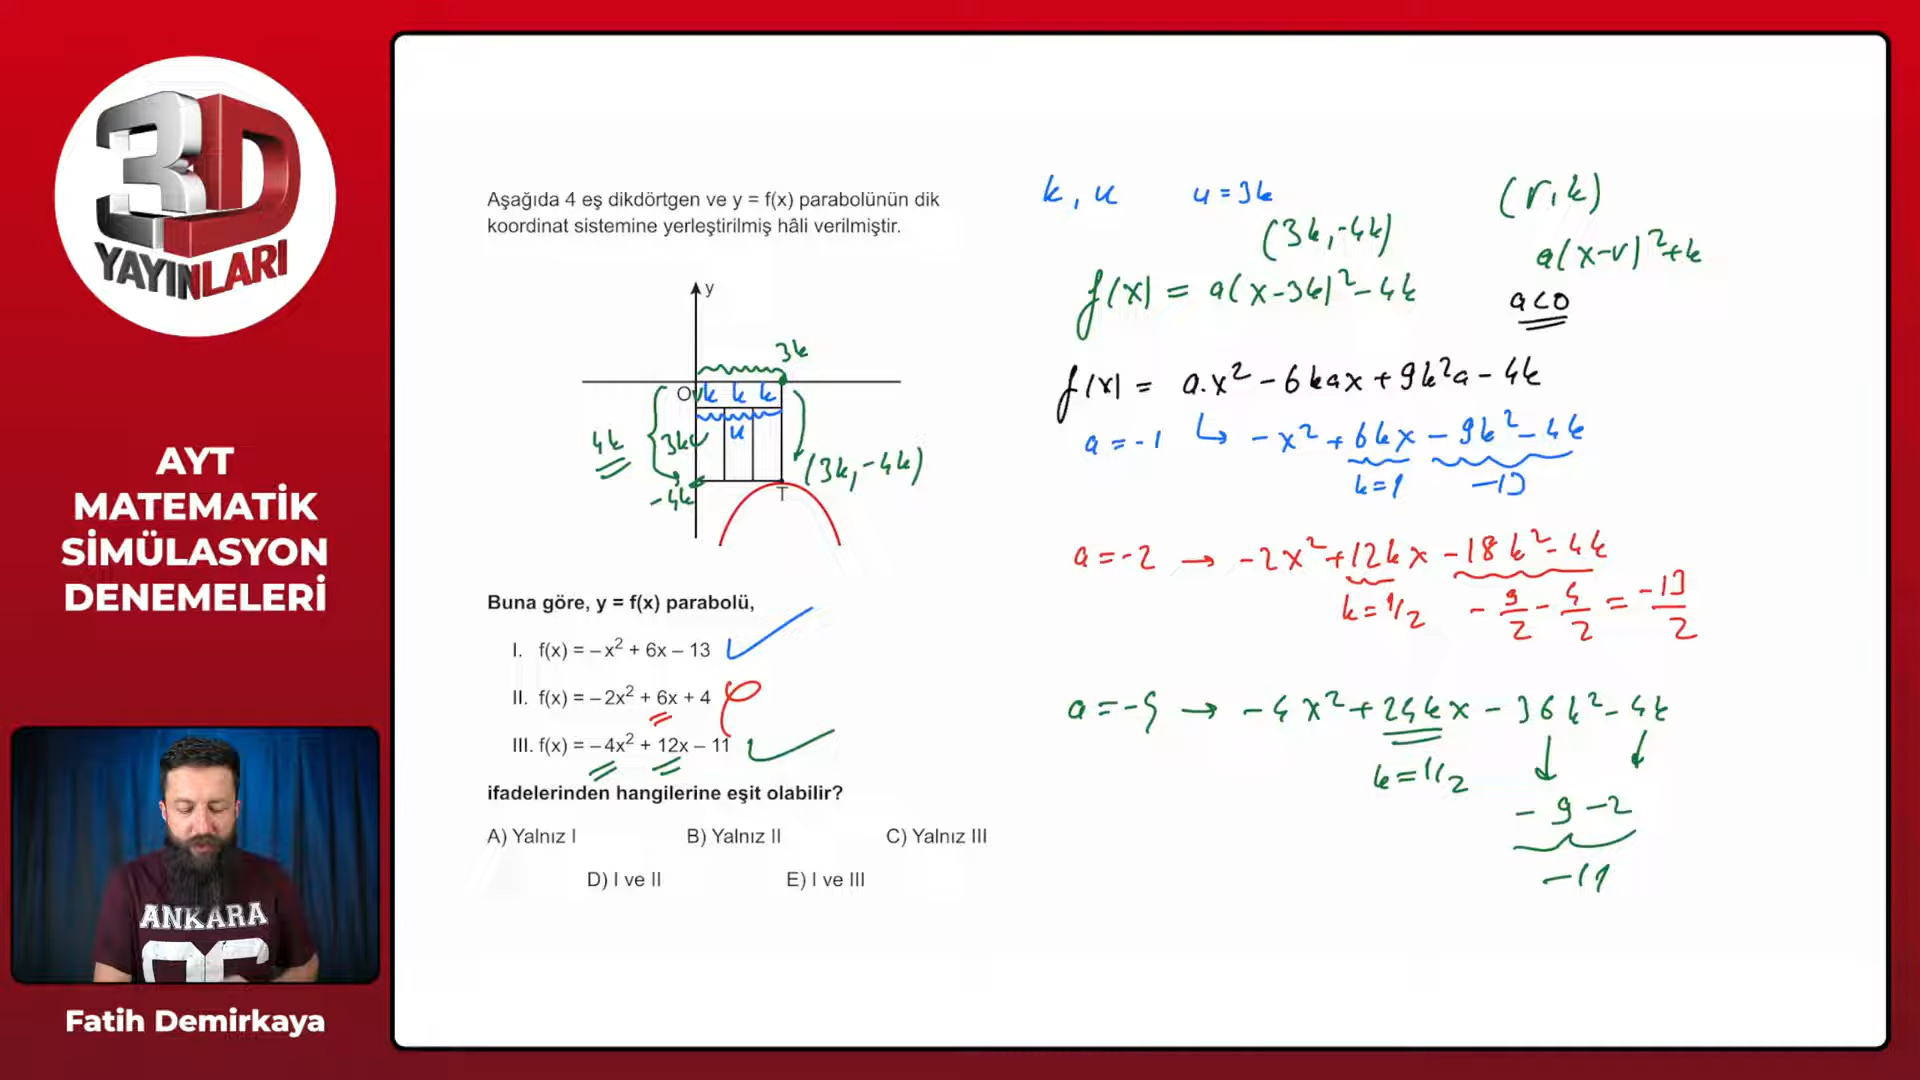 3D
YAYINLARI
AYT
MATEMATİK
SİMÜLASYON
DENEMELERİ
ANKARA
Fatih Demirkaya
Aşağıda 4 eş dikdörtgen ve y = f(x) parabolünün dik
koordinat sistemine yerleştirilmiş hâli verilmiştir.
y
3k
O k k k
u
4k
3k
-4k
(3k, -4k)
T
Buna göre, y = f(x) parabolü,
I. f(x) = –x² + 6x – 13
II. f(x) = –2x² + 6x + 4
III. f(x) = –4x² + 12x – 11
ifadelerinden hangilerine eşit olabilir?
A) Yalnız I B) Yalnız II C) Yalnız III
D) I ve II E) I ve III
k, u u = 3k (r, k)
(3k, -4k)
a(x-r)²+k
f(x) = a(x-3k)²-4k
a<0
f(x) = a.x² - 6kax + 9k²a - 4k
a = -1 ↳ -x² + 6kx - 9k² - 4k
k=1 -13
a = -2 → -2x² + 12kx - 18k² - 4k
k = 1/2 - 9/2 - 4/2 = -13/2
a = -4 → -4x² + 24kx - 36k² - 4k
k = 1/2
- 9 - 2
-11